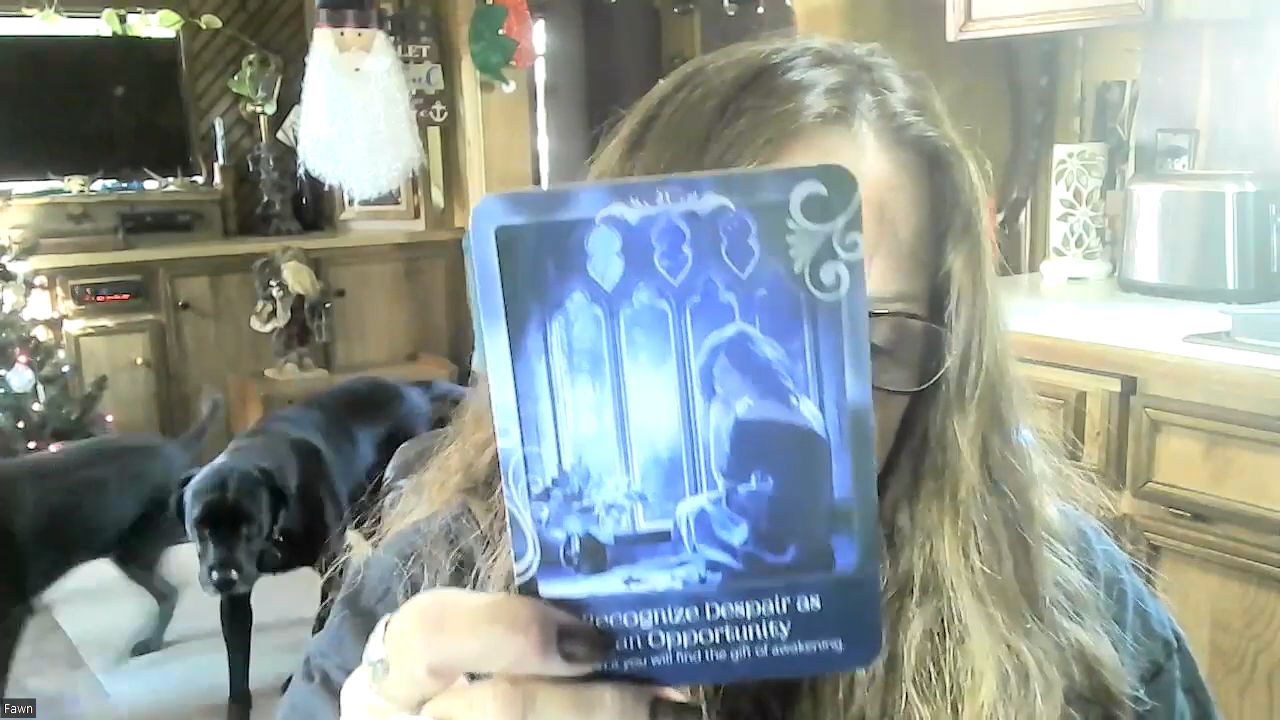 LET
Recognize Despair as
an Opportunity
you will find the gift of awakening.
Fawn